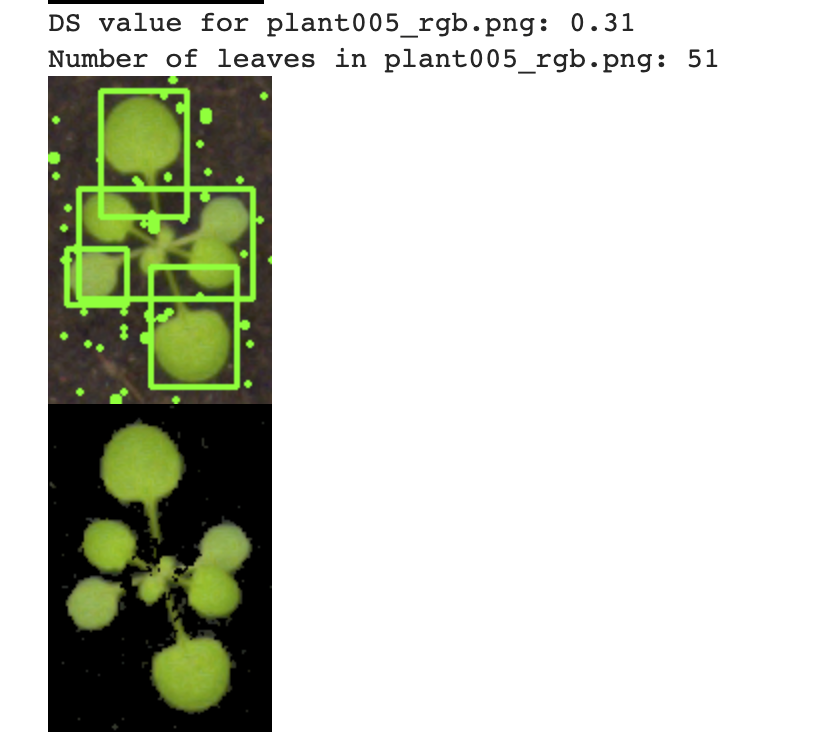 DS value for plant005_rgb.png: 0.31
Number of leaves in plant005_rgb.png: 51